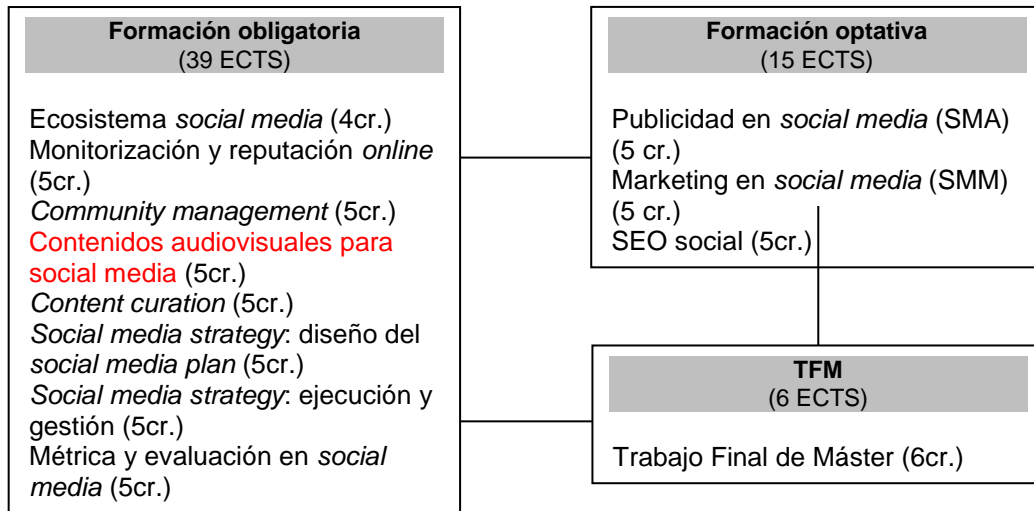 Formación obligatoria
(39 ECTS)
Ecosistema social media (4cr.)
Monitorización y reputación online
(5cr.)
Community management (5cr.)
Contenidos audiovisuales para
social media (5cr.)
Content curation (5cr.)
Social media strategy: diseño del
social media plan (5cr.)
Social media strategy: ejecución y
gestión (5cr.)
Métrica y evaluación en social
media (5cr.)
Formación optativa
(15 ECTS)
Publicidad en social media (SMA)
(5 cr.)
Marketing en social media (SMM)
(5 cr.)
SEO social (5cr.)
TFM
(6 ECTS)
Trabajo Final de Máster (6cr.)